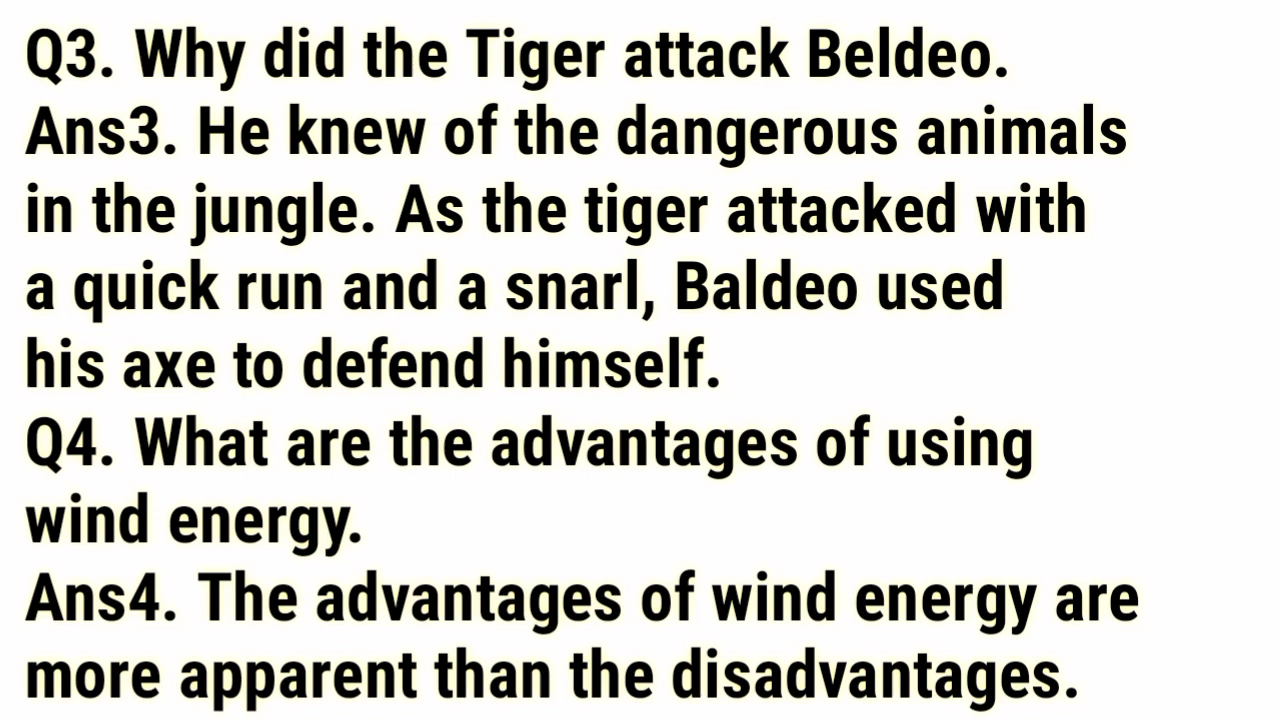 Q3. Why did the Tiger attack Beldeo.
Ans3. He knew of the dangerous animals
in the jungle. As the tiger attacked with
a quick run and a snarl, Baldeo used
his axe to defend himself.
Q4. What are the advantages of using
wind energy.
Ans4. The advantages of wind energy are
more apparent than the disadvantages.